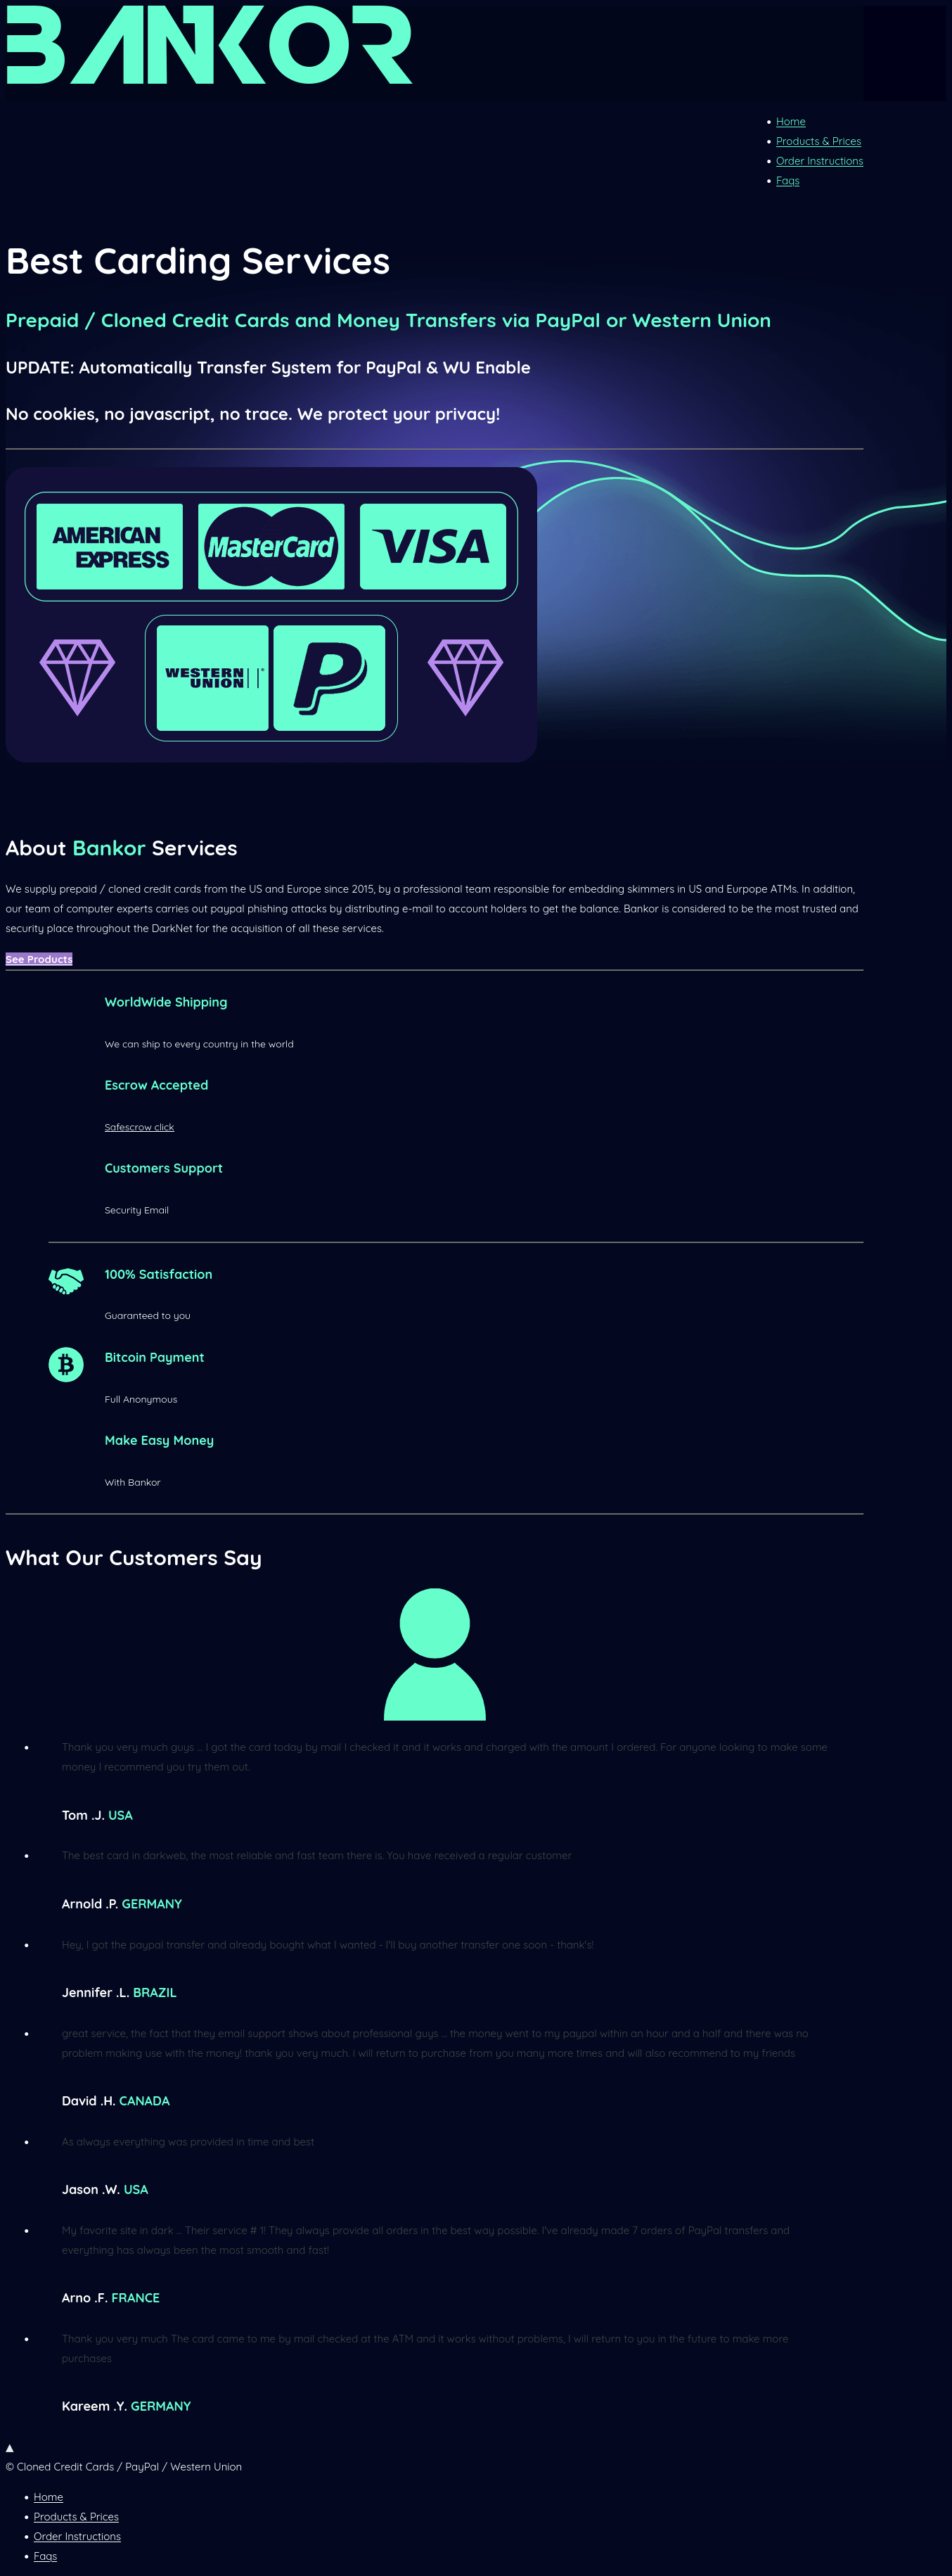 BANKOR
Home
Products & Prices
Order Instructions
Faqs
Best Carding Services
Prepaid / Cloned Credit Cards and Money Transfers via PayPal or Western Union
UPDATE: Automatically Transfer System for PayPal & WU Enable
No cookies, no javascript, no trace. We protect your privacy!
AMERICAN
EXPRESS
MasterCard
VISA
WESTERN
UNION
P
About Bankor Services
We supply prepaid / cloned credit cards from the US and Europe since 2015, by a professional team responsible for embedding skimmers in US and Eurpope ATMs. In addition,
our team of computer experts carries out paypal phishing attacks by distributing e-mail to account holders to get the balance. Bankor is considered to be the most trusted and
security place throughout the DarkNet for the acquisition of all these services.
See Products
WorldWide Shipping
We can ship to every country in the world
Escrow Accepted
Safescrow click
Customers Support
Security Email
100% Satisfaction
Guaranteed to you
Bitcoin Payment
Full Anonymous
Make Easy Money
With Bankor
What Our Customers Say
Thank you very much guys ... I got the card today by mail I checked it and it works and charged with the amount I ordered. For anyone looking to make some
money I recommend you try them out.
Tom .J. USA
The best card in darkweb, the most reliable and fast team there is. You have received a regular customer
Arnold .P. GERMANY
Hey, I got the paypal transfer and already bought what I wanted - I'll buy another transfer one soon - thank's!
Jennifer .L. BRAZIL
great service, the fact that they email support shows about professional guys ... the money went to my paypal within an hour and a half and there was no
problem making use with the money! thank you very much. i will return to purchase from you many more times and will also recommend to my friends
David .H. CANADA
As always everything was provided in time and best
Jason .W. USA
My favorite site in dark ... Their service # 1! They always provide all orders in the best way possible. I've already made 7 orders of PayPal transfers and
everything has always been the most smooth and fast!
Arno .F. FRANCE
Thank you very much The card came to me by mail checked at the ATM and it works without problems, I will return to you in the future to make more
purchases
Kareem .Y. GERMANY
▲
© Cloned Credit Cards / PayPal / Western Union
Home
Products & Prices
Order Instructions
Faqs